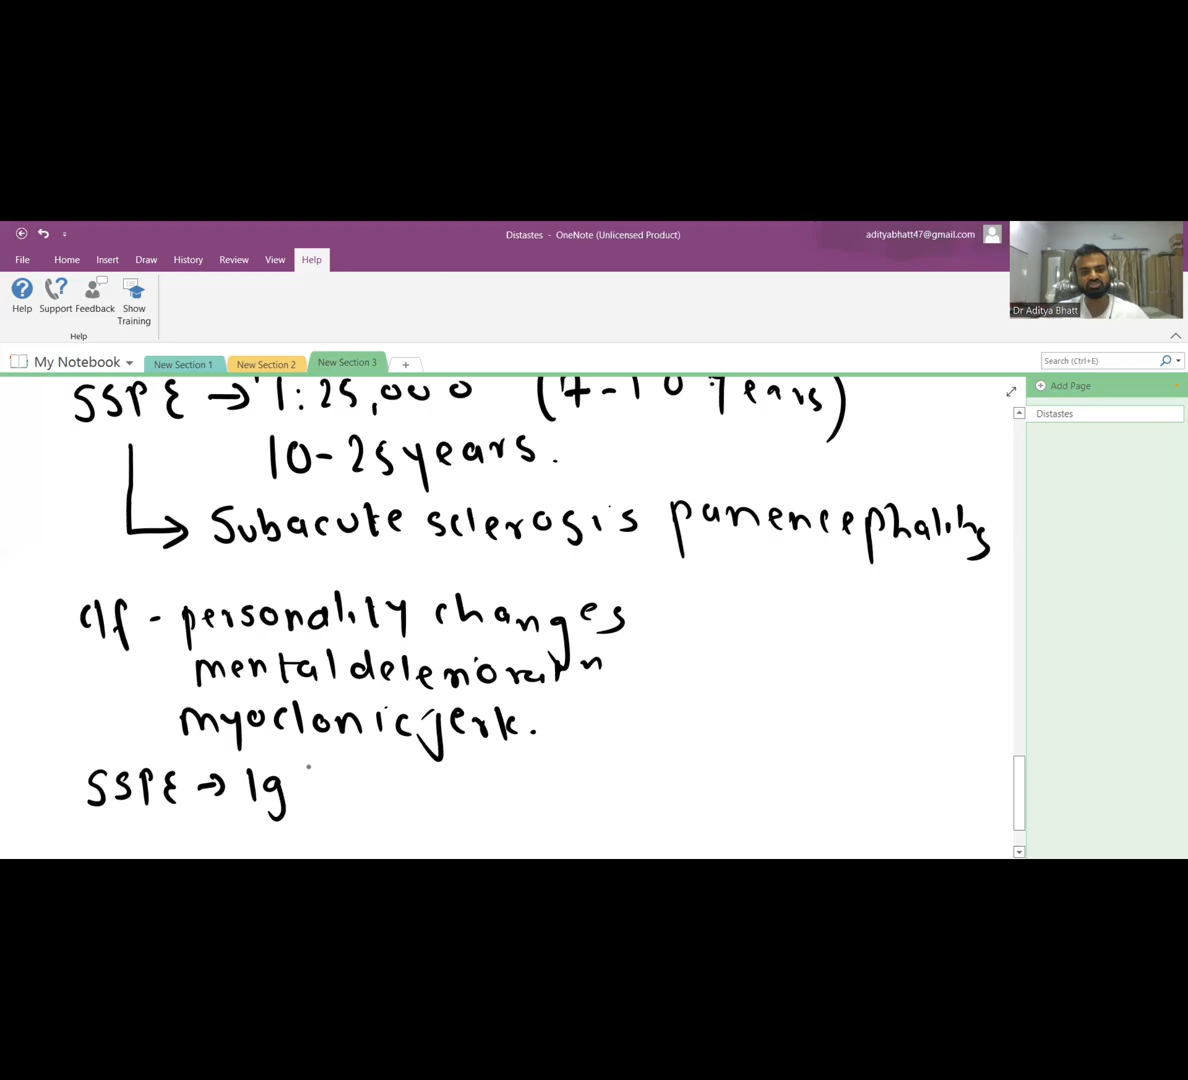 Distastes - OneNote (Unlicensed Product)
adityabhatt47@gmail.com
File Home Insert Draw History Review View Help
Help Support Feedback Show Training
Help
Dr Aditya Bhatt
My Notebook New Section 1 New Section 2 New Section 3 +
Search (Ctrl+E)
Add Page
Distastes
SSPE → 1:25,000 (7-10 years)
10-25 years.
→ Subacute sclerosis panencephalitis
c/f - personality changes
mental deterioratn
myoclonic jerk.
SSPE → Ig